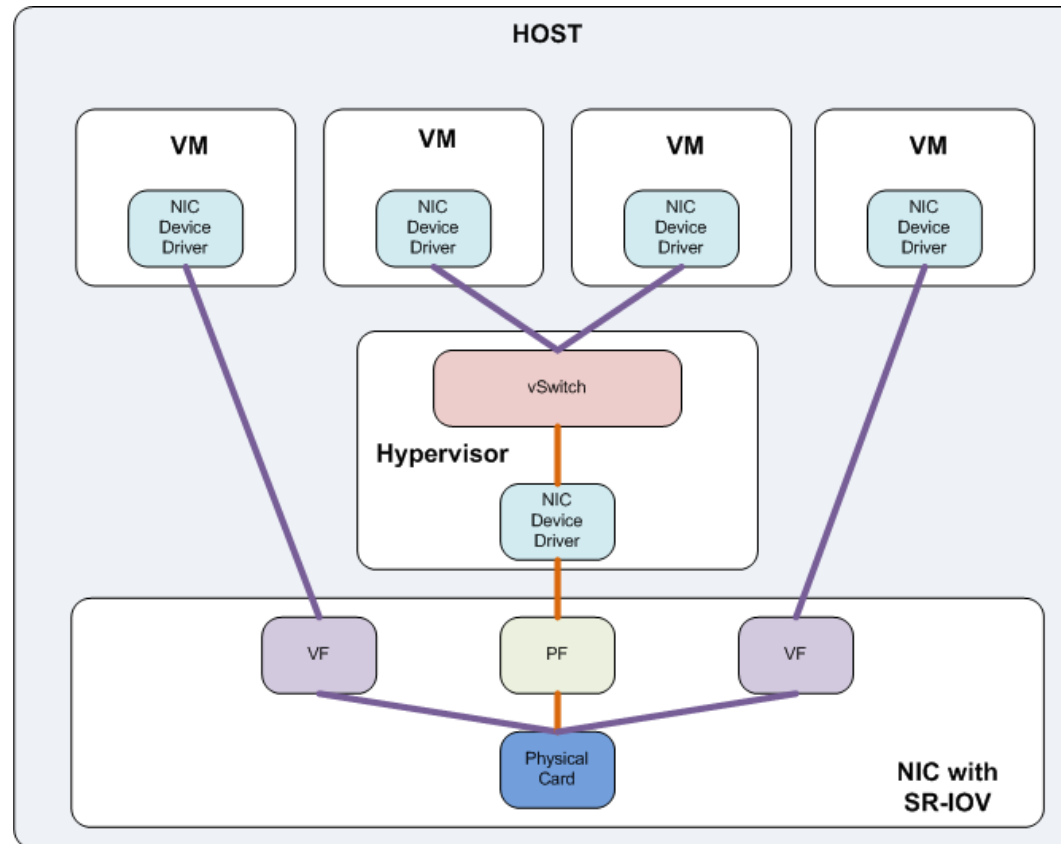 HOST
VM
VM
VM
VM
NIC
Device
Driver
NIC
Device
Driver
NIC
Device
Driver
NIC
Device
Driver
vSwitch
Hypervisor
NIC
Device
Driver
VF
PF
VF
Physical
Card
NIC with
SR-IOV